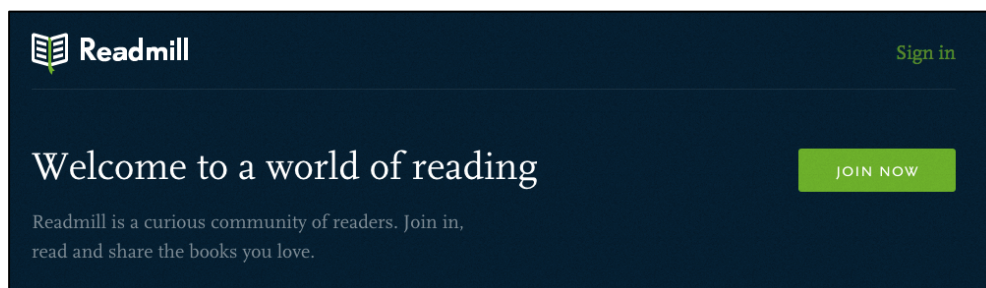 Readmill
Sign in
Welcome to a world of reading
JOIN NOW
Readmill is a curious community of readers. Join in,
read and share the books you love.